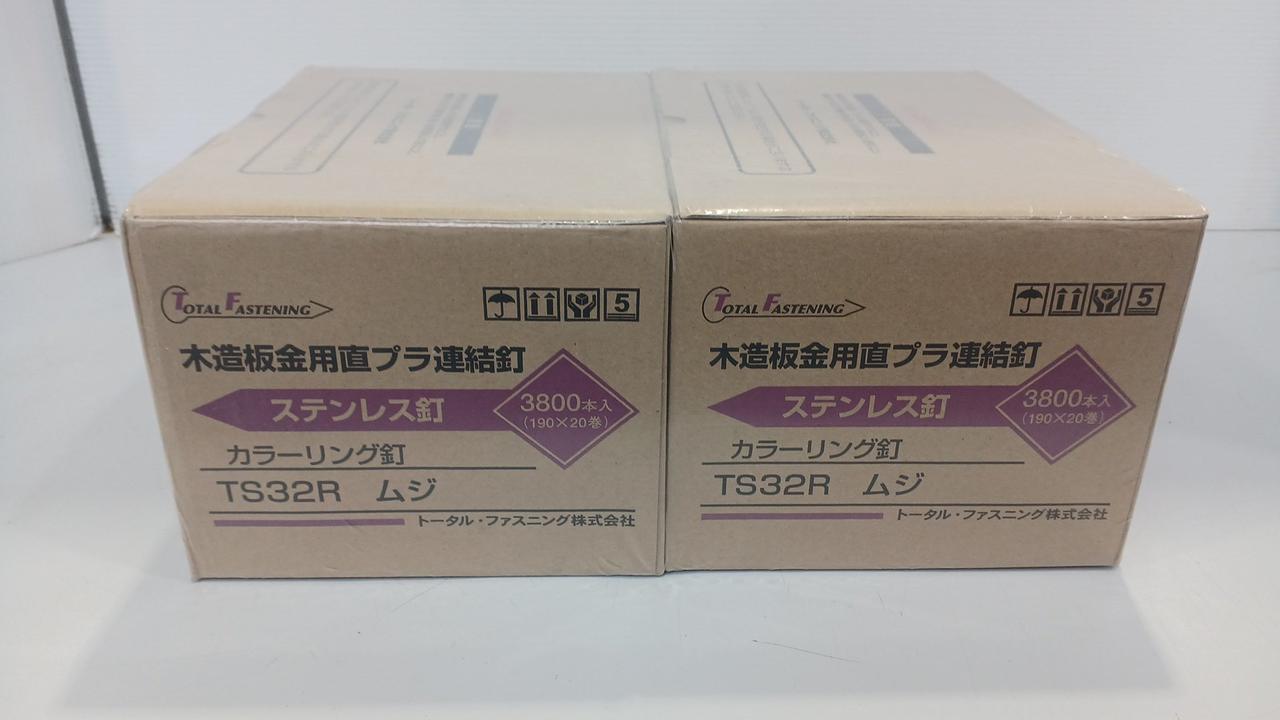 TOTAL FASTENING
5
木造板金用直プラ連結釘
ステンレス釘
3800本入
(190×20巻)
カラーリング釘
TS32R ムジ
トータル・ファスニング株式会社
TOTAL FASTENING
5
木造板金用直プラ連結釘
ステンレス釘
3800本入
(190×20巻)
カラーリング釘
TS32R ムジ
トータル・ファスニング株式会社